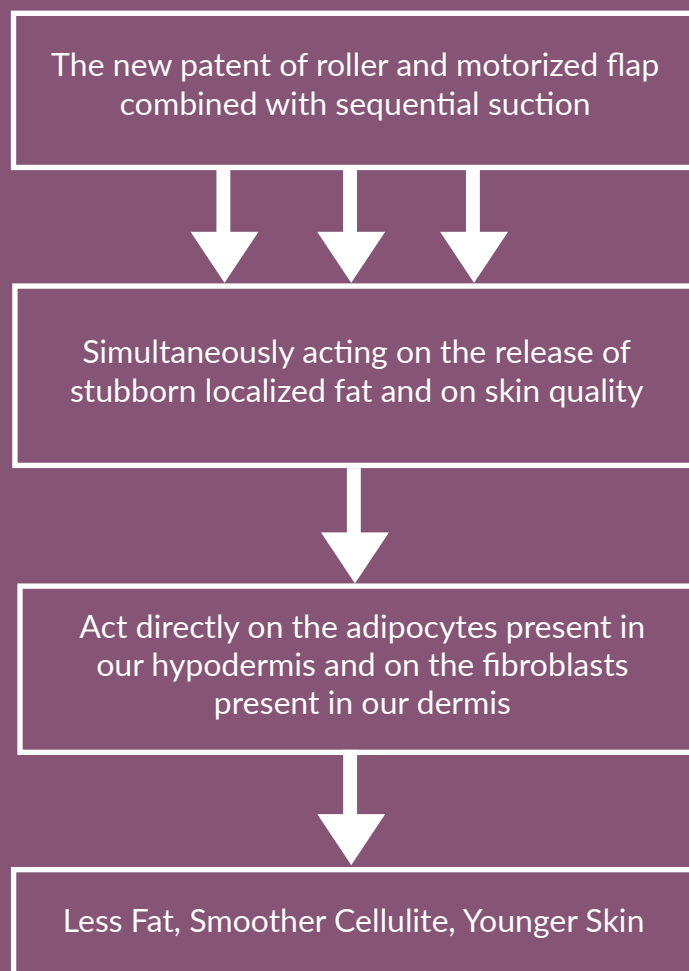 The new patent of roller and motorized flap
combined with sequential suction
Simultaneously acting on the release of
stubborn localized fat and on skin quality
Act directly on the adipocytes present in
our hypodermis and on the fibroblasts
present in our dermis
Less Fat, Smoother Cellulite, Younger Skin